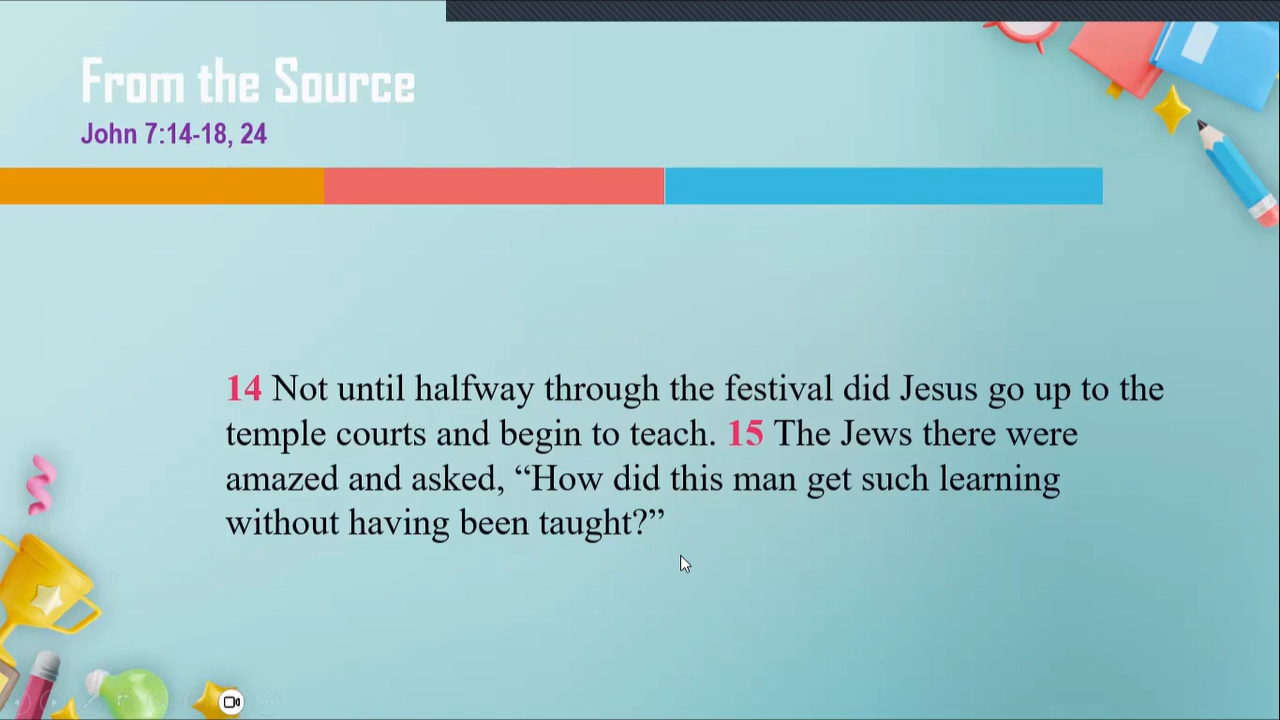 From the Source
John 7:14-18, 24
14 Not until halfway through the festival did Jesus go up to the
temple courts and begin to teach. 15 The Jews there were
amazed and asked, “How did this man get such learning
without having been taught?”